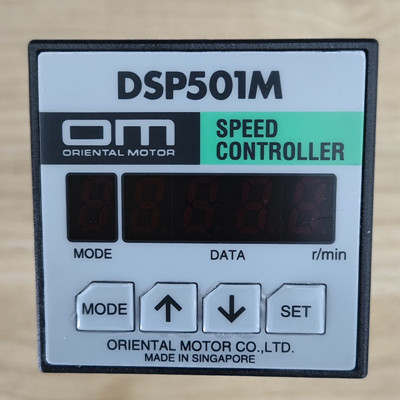 DSP501M
OM
ORIENTAL MOTOR
SPEED
CONTROLLER
MODE DATA r/min
MODE ↑ ↓ SET
ORIENTAL MOTOR CO.,LTD.
MADE IN SINGAPORE